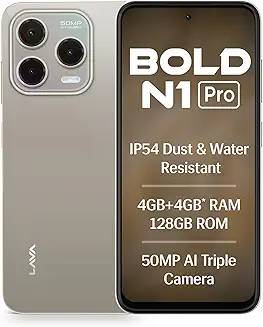 50MP
LAVA
BOLD
N1 Pro
IP54 Dust & Water
Resistant
4GB+4GB* RAM
128GB ROM
50MP AI Triple
Camera